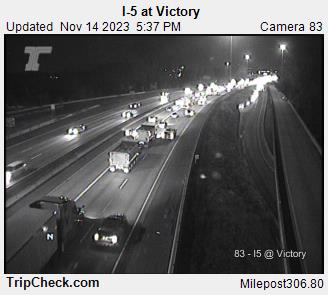 I-5 at Victory
Updated Nov 14 2023 5:37 PM Camera 83
T
N
83 - I5 @ Victory
TripCheck.com Milepost306.80